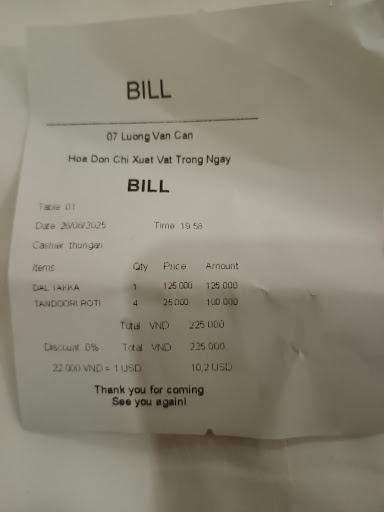 BILL
07 Luong Van Can
Hoa Don Chi Xuat Vat Trong Ngay
BILL
Table 01
Date 26/06/2025 Time 19:58
Cashier thungan
Items Qty Price Amount
DAL TAKKA 1 125 000 125 000
TANDOORI ROTI 4 25 000 100 000
Total VND 225 000
Discount 0% Total VND 225 000
22 000 VND = 1 USD 10,2 USD
Thank you for coming
See you again!